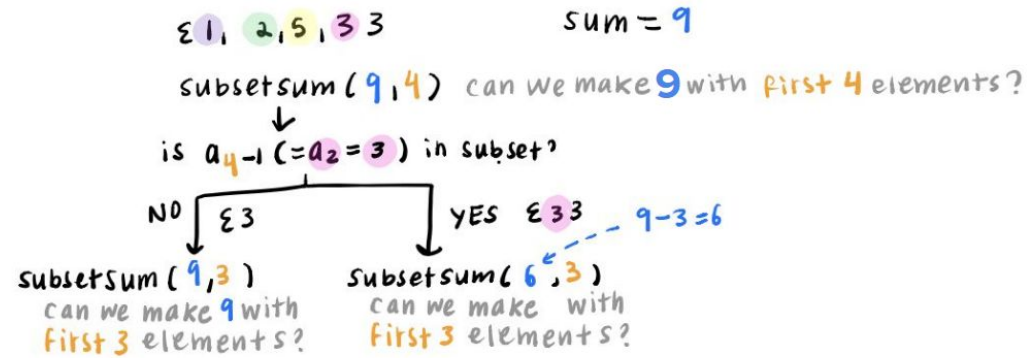 {1, 2, 5, 3} sum = 9
subsetsum(9,4) can we make 9 with first 4 elements?
is a4-1 (=a2=3) in subset?
NO {} YES {3} 9-3=6
subsetsum(9,3) subsetsum(6,3)
can we make 9 with can we make with
first 3 elements? first 3 elements?